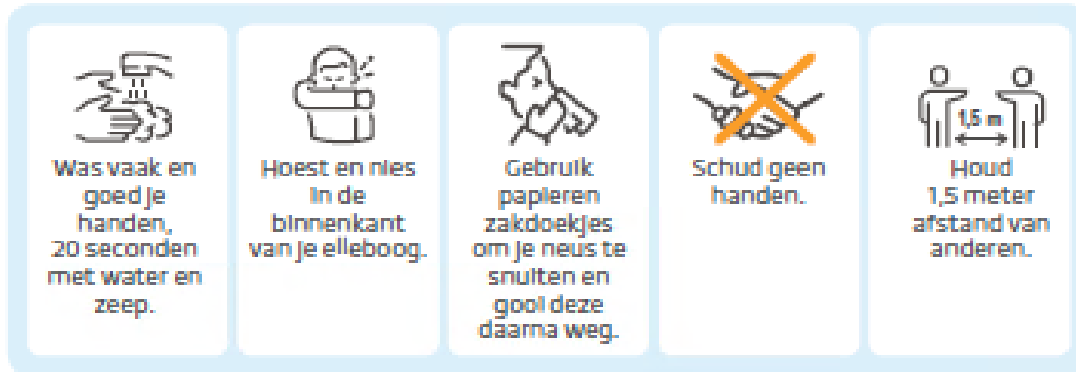 Was vaak en
goed je
handen,
20 seconden
met water en
zeep.
Hoest en nies
in de
binnenkant
van je elleboog.
Gebruik
papieren
zakdoekjes
om je neus te
snuiten en
gooi deze
daarna weg.
Schud geen
handen.
1,5 m
Houd
1,5 meter
afstand van
anderen.